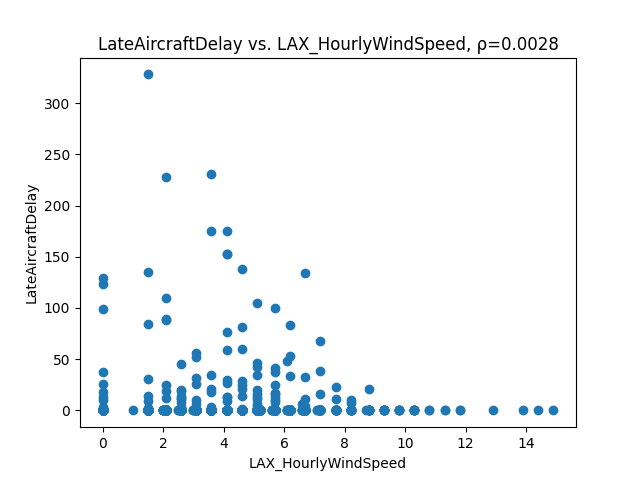 LateAircraftDelay vs. LAX_HourlyWindSpeed, ρ=0.0028
300
250
200
150
100
50
0
LateAircraftDelay
0 2 4 6 8 10 12 14
LAX_HourlyWindSpeed